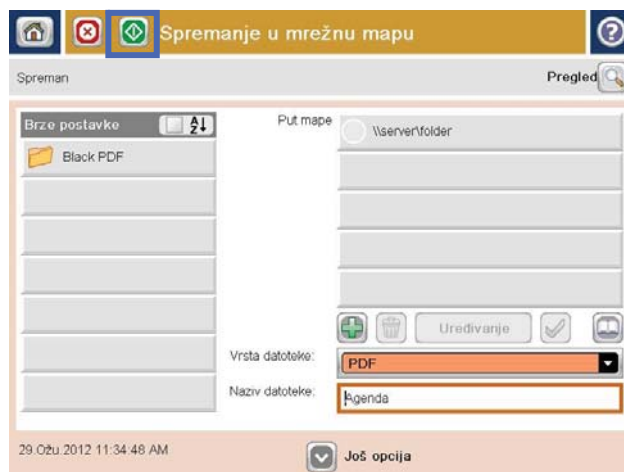 Spremanje u mrežnu mapu
Spreman
Pregled
Brze postavke
Put mape
\\server\folder
Black PDF
Uređivanje
Vrsta datoteke:
PDF
Naziv datoteke:
Agenda
29 Ožu 2012 11:34:48 AM
Još opcija